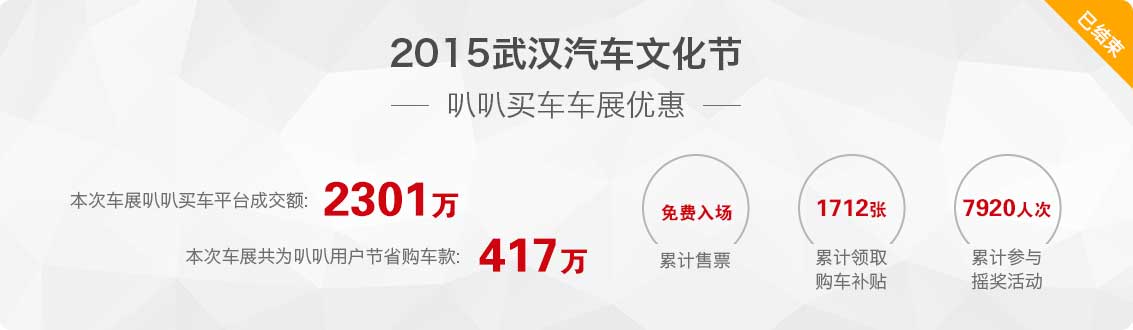 已结束
2015武汉汽车文化节
叭叭买车车展优惠
本次车展叭叭买车平台成交额: 2301万
本次车展共为叭叭用户节省购车款: 417万
免费入场
累计售票
1712张
累计领取
购车补贴
7920人次
累计参与
摇奖活动